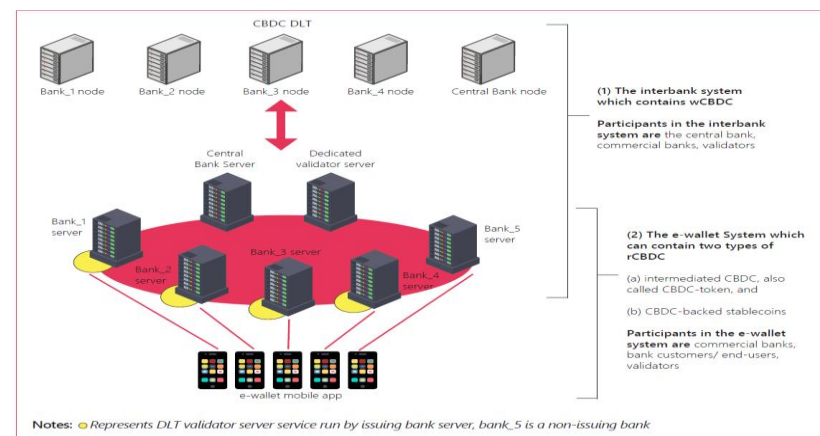 CBDC DLT
Bank_1 node
Bank_2 node
Bank_3 node
Bank_4 node
Central Bank node
(1) The interbank system
which contains wCBDC
Participants in the interbank
system are the central bank,
commercial banks, validators
Central
Bank Server
Dedicated
validator server
Bank_1
server
Bank_2
server
Bank_3 server
Bank_4
server
Bank_5
server
(2) The e-wallet System which
can contain two types of
rCBDC
(a) intermediated CBDC, also
called CBDC-token, and
(b) CBDC-backed stablecoins
Participants in the e-wallet
system are commercial banks,
bank customers/ end-users,
validators
e-wallet mobile app
Notes: Represents DLT validator server service run by issuing bank server, bank_5 is a non-issuing bank